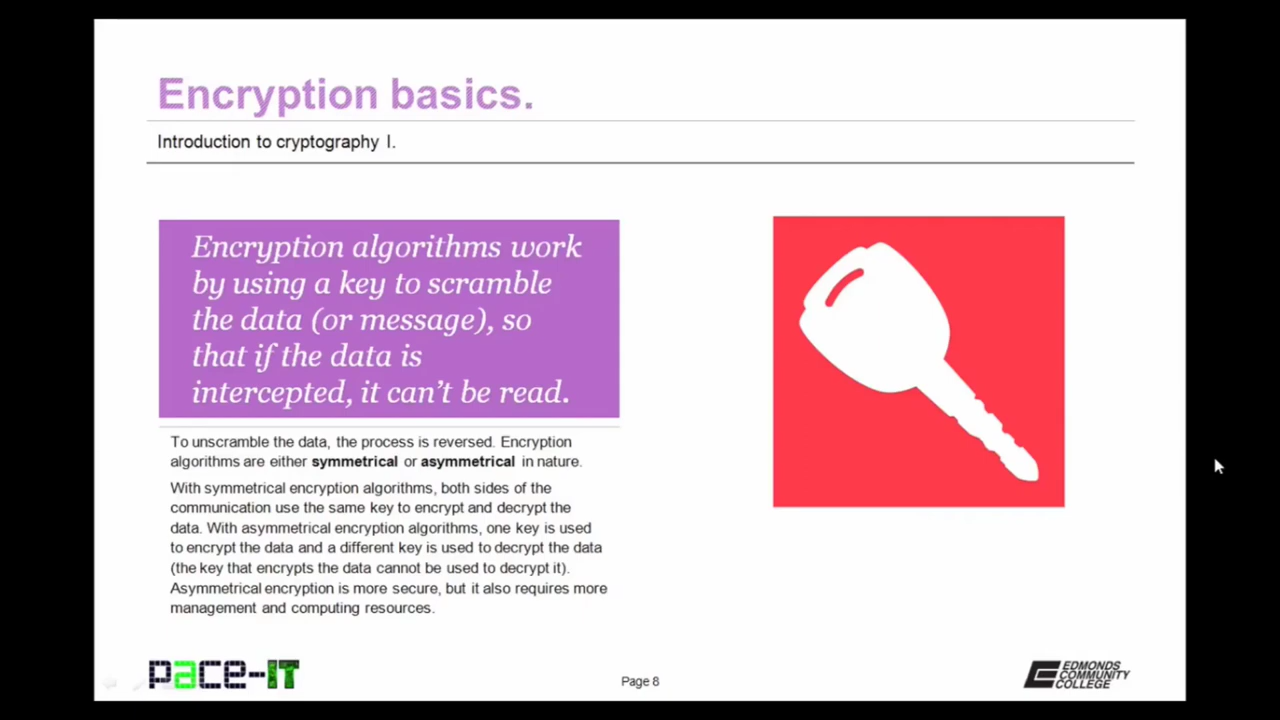 Encryption basics.
Introduction to cryptography I.
Encryption algorithms work
by using a key to scramble
the data (or message), so
that if the data is
intercepted, it can't be read.
To unscramble the data, the process is reversed. Encryption
algorithms are either symmetrical or asymmetrical in nature.
With symmetrical encryption algorithms, both sides of the
communication use the same key to encrypt and decrypt the
data. With asymmetrical encryption algorithms, one key is used
to encrypt the data and a different key is used to decrypt the data
(the key that encrypts the data cannot be used to decrypt it).
Asymmetrical encryption is more secure, but it also requires more
management and computing resources.
pace-IT
Page 8
EDMONDS
COMMUNITY
COLLEGE